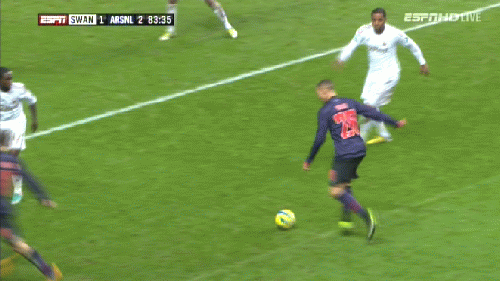 ESPN SWAN 1 ARSNL 2 83:35
ESPNHD LIVE
25